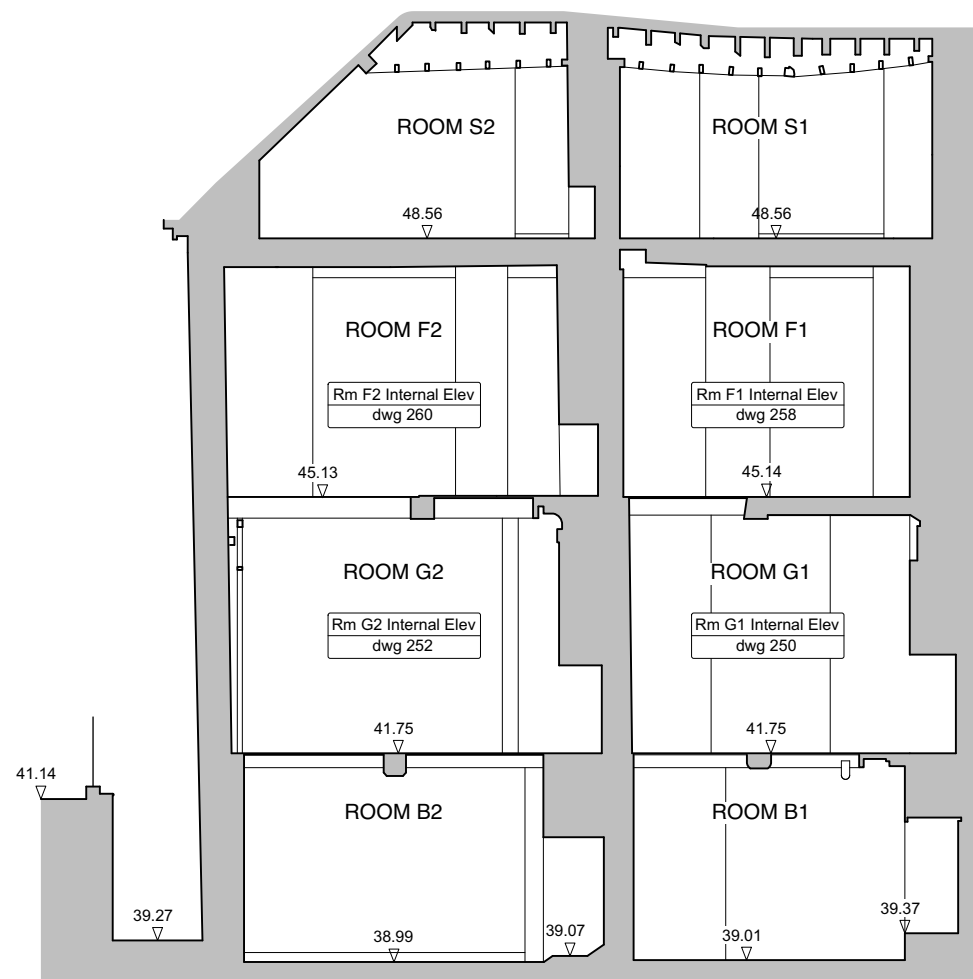 ROOM S2
ROOM S1
48.56
48.56
ROOM F2
ROOM F1
Rm F2 Internal Elev
dwg 260
Rm F1 Internal Elev
dwg 258
45.13
45.14
ROOM G2
ROOM G1
Rm G2 Internal Elev
dwg 252
Rm G1 Internal Elev
dwg 250
41.75
41.75
41.14
ROOM B2
ROOM B1
39.27
38.99
39.07
39.01
39.37